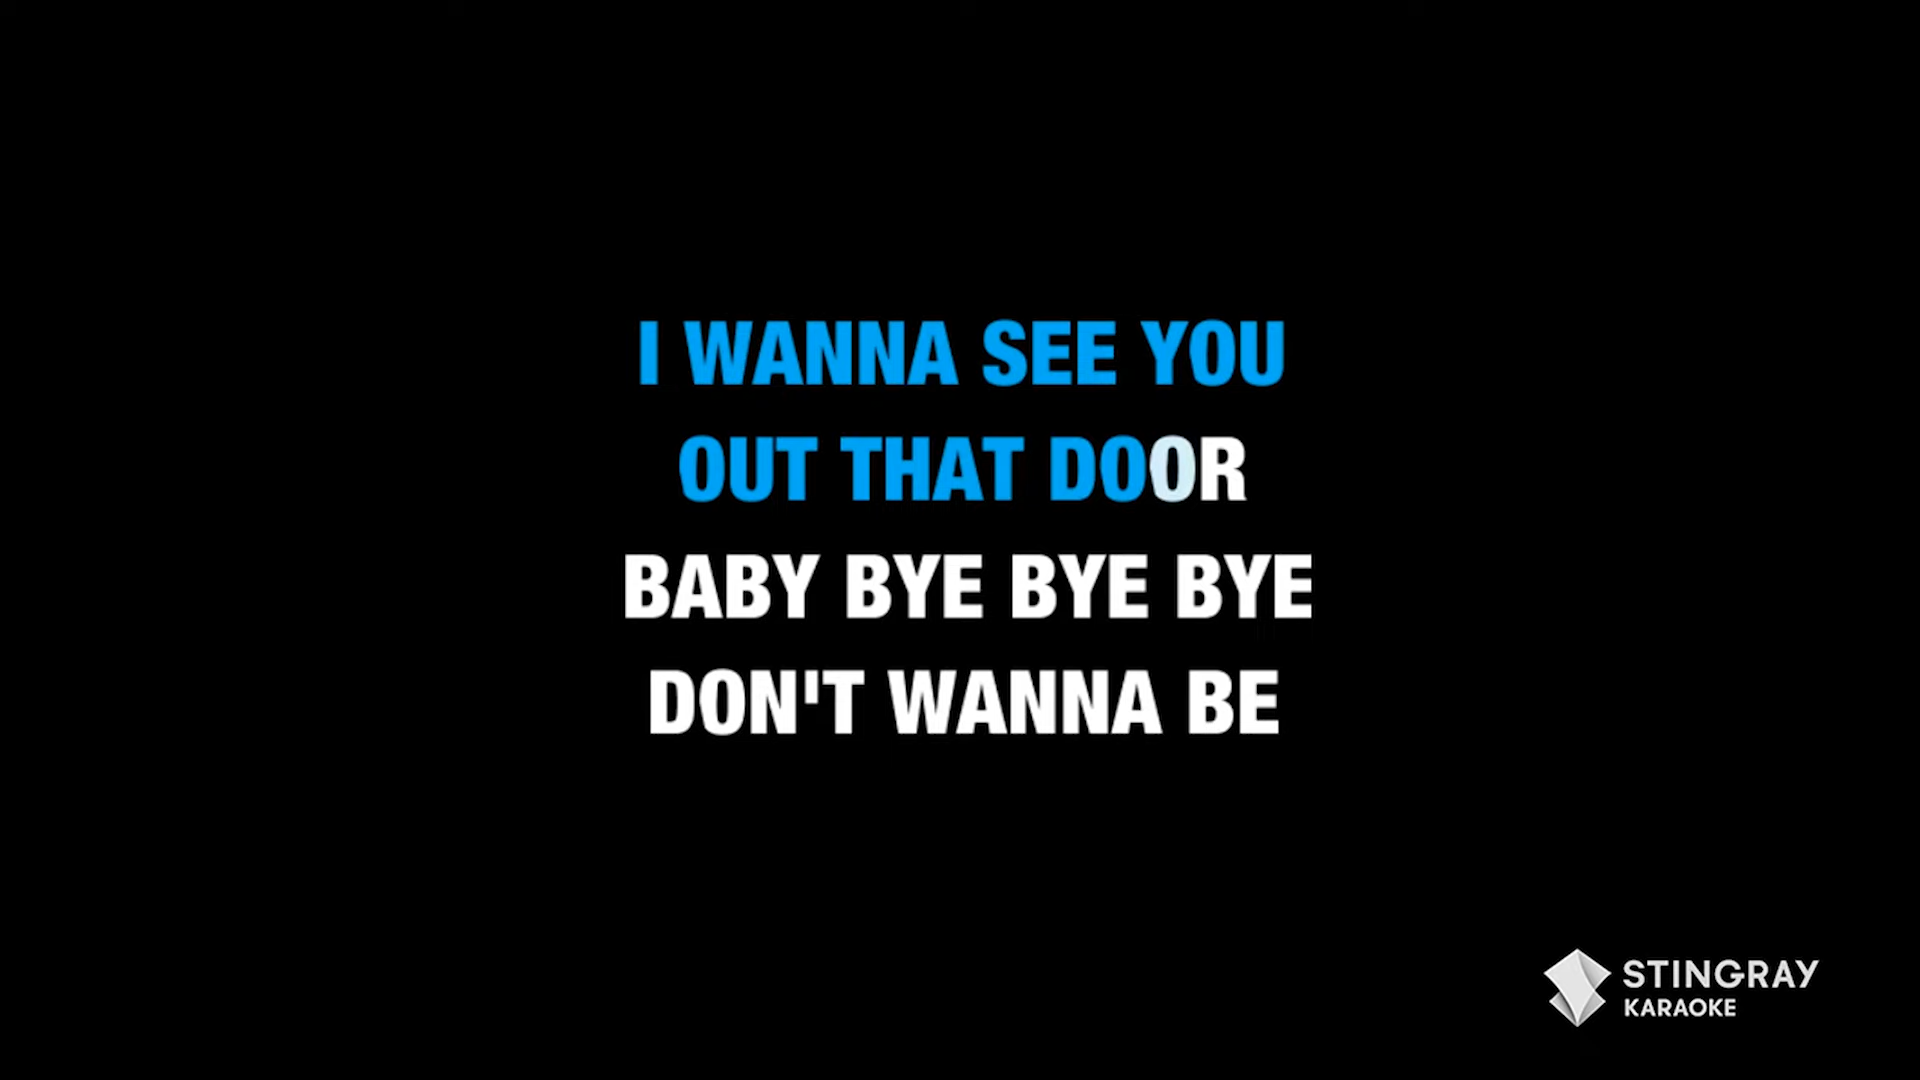 I WANNA SEE YOU
OUT THAT DOOR
BABY BYE BYE BYE
DON'T WANNA BE
STINGRAY
KARAOKE